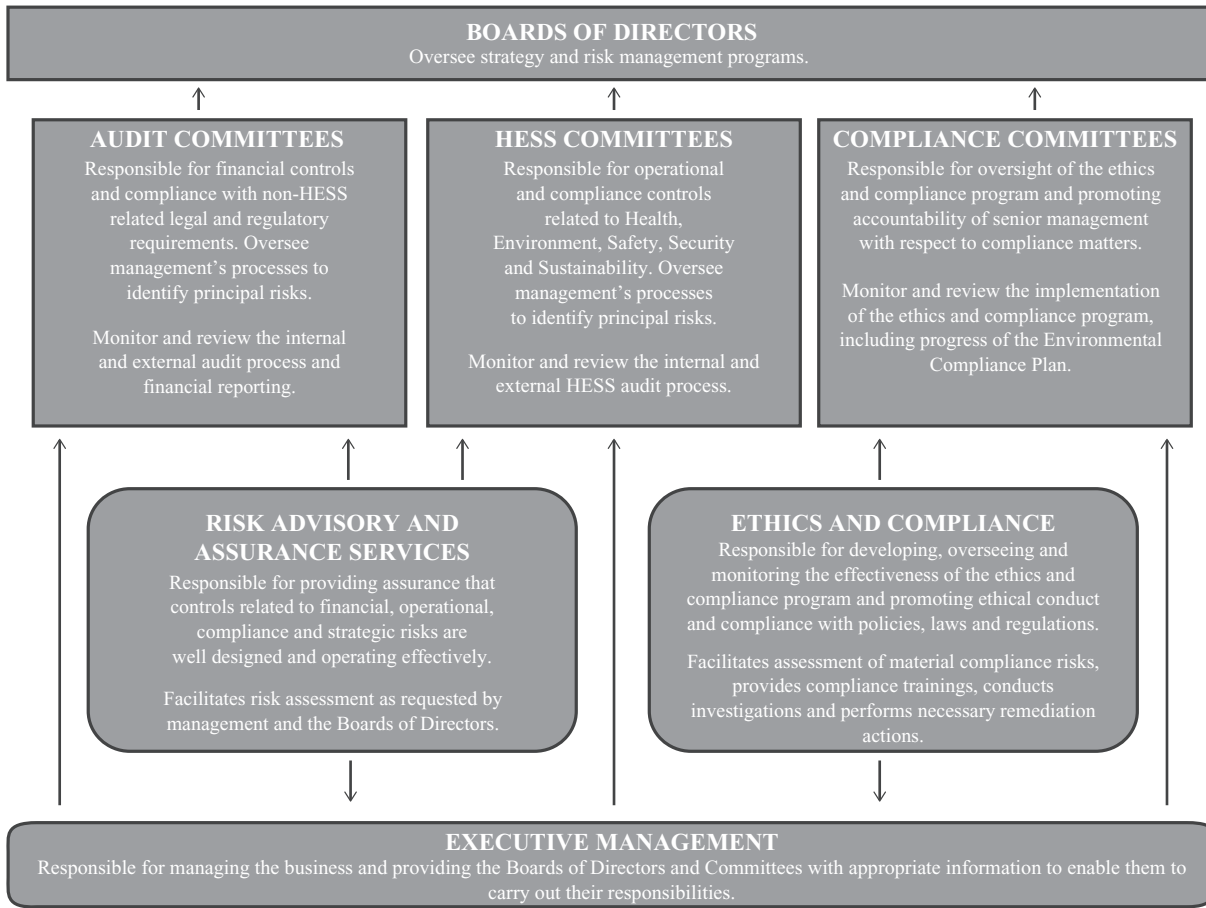 BOARDS OF DIRECTORS
Oversee strategy and risk management programs.
AUDIT COMMITTEES
Responsible for financial controls
and compliance with non-HESS
related legal and regulatory
requirements. Oversee
management’s processes to
identify principal risks.
Monitor and review the internal
and external audit process and
financial reporting.
HESS COMMITTEES
Responsible for operational
and compliance controls
related to Health,
Environment, Safety, Security
and Sustainability. Oversee
management’s processes
to identify principal risks.
Monitor and review the internal and
external HESS audit process.
COMPLIANCE COMMITTEES
Responsible for oversight of the ethics
and compliance program and promoting
accountability of senior management
with respect to compliance matters.
Monitor and review the implementation
of the ethics and compliance program,
including progress of the Environmental
Compliance Plan.
RISK ADVISORY AND
ASSURANCE SERVICES
Responsible for providing assurance that
controls related to financial, operational,
compliance and strategic risks are
well designed and operating effectively.
Facilitates risk assessment as requested by
management and the Boards of Directors.
ETHICS AND COMPLIANCE
Responsible for developing, overseeing and
monitoring the effectiveness of the ethics and
compliance program and promoting ethical conduct
and compliance with policies, laws and regulations.
Facilitates assessment of material compliance risks,
provides compliance trainings, conducts
investigations and performs necessary remediation
actions.
EXECUTIVE MANAGEMENT
Responsible for managing the business and providing the Boards of Directors and Committees with appropriate information to enable them to
carry out their responsibilities.